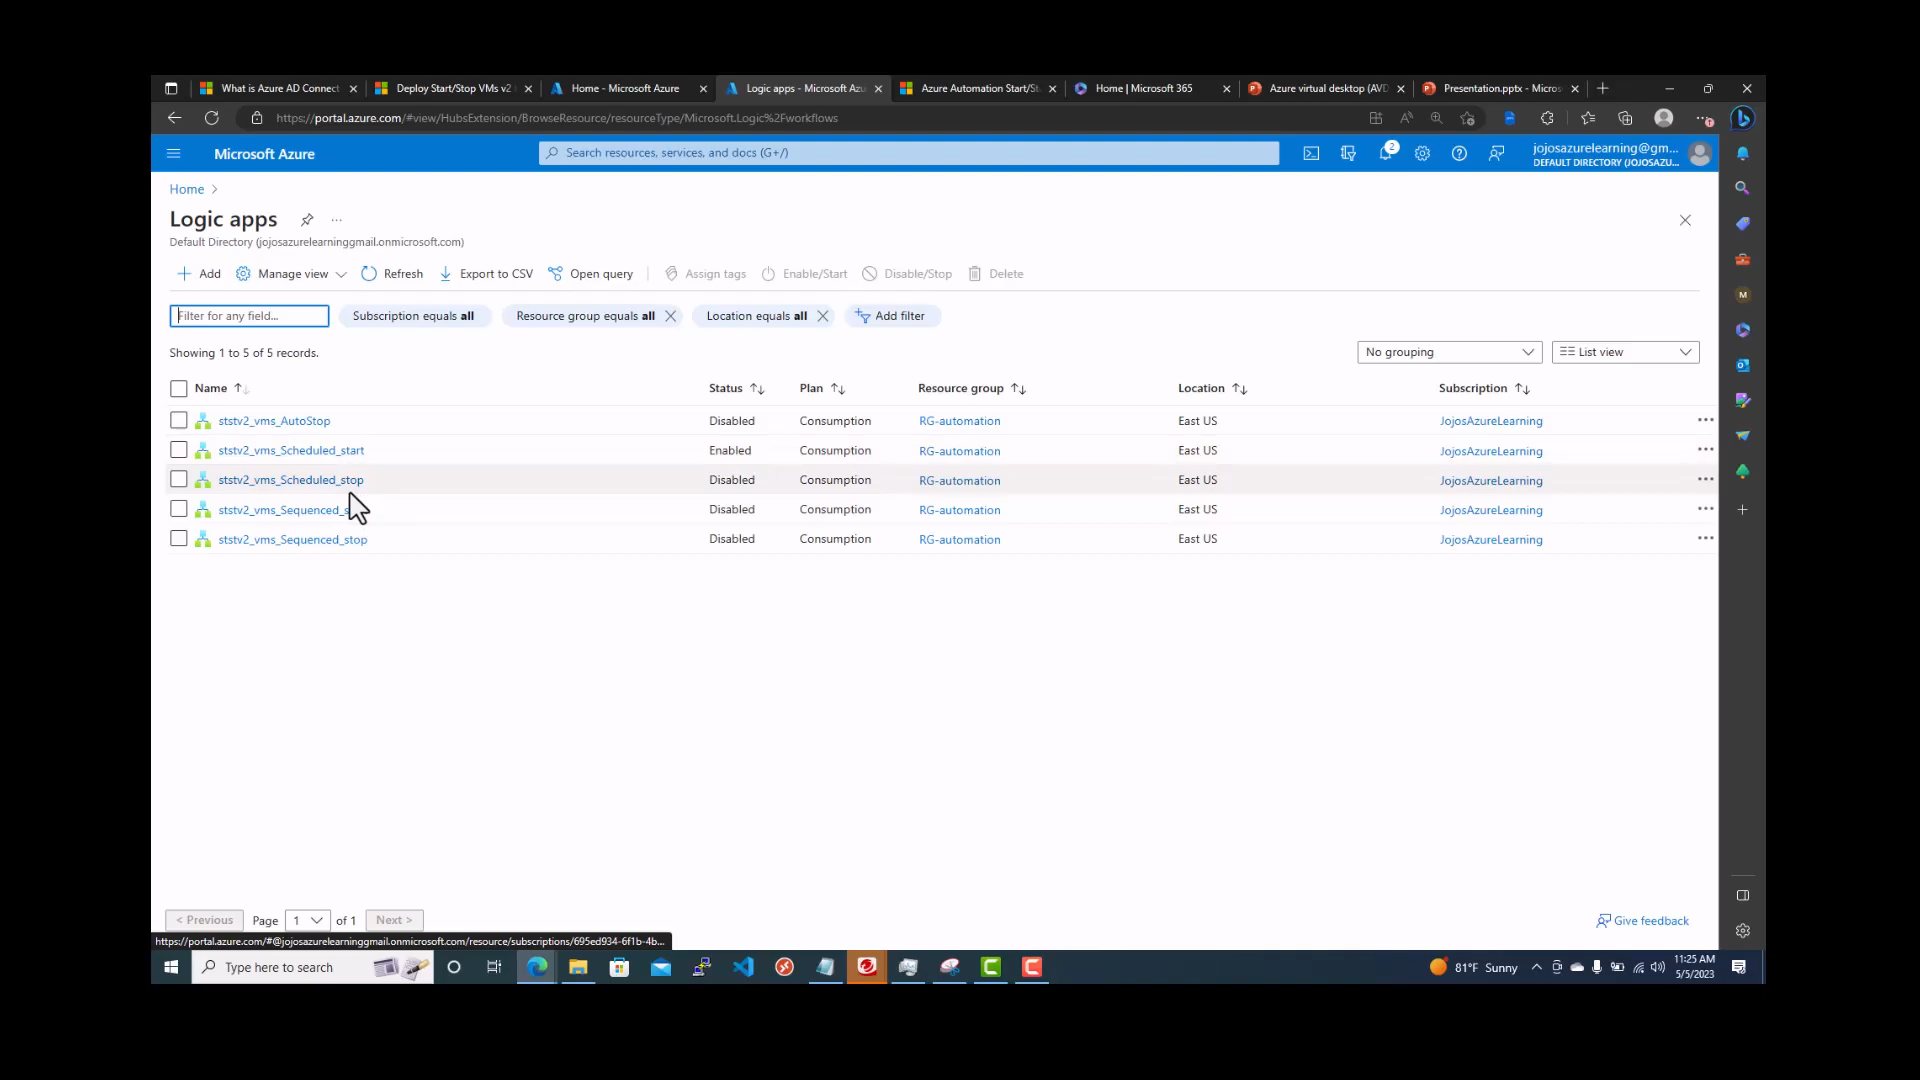 What is Azure AD Connect
Deploy Start/Stop VMs v2
Home - Microsoft Azure
Logic apps - Microsoft Azu
Azure Automation Start/St
Home | Microsoft 365
Azure virtual desktop (AVD
Presentation.pptx - Micros
https://portal.azure.com/#view/HubsExtension/BrowseResource/resourceType/Microsoft.Logic%2Fworkflows
Microsoft Azure
Search resources, services, and docs (G+/)
2
jojosazurelearning@gm...
DEFAULT DIRECTORY (JOJOSAZU...
M
Home >
Logic apps
...
Default Directory (jojosazurelearninggmail.onmicrosoft.com)
Add
Manage view
Refresh
Export to CSV
Open query
Assign tags
Enable/Start
Disable/Stop
Delete
Filter for any field...
Subscription equals all
Resource group equals all
Location equals all
Add filter
Showing 1 to 5 of 5 records.
No grouping
List view
Name Status Plan Resource group Location Subscription
ststv2_vms_AutoStop Disabled Consumption RG-automation East US JojosAzureLearning
ststv2_vms_Scheduled_start Enabled Consumption RG-automation East US JojosAzureLearning
ststv2_vms_Scheduled_stop Disabled Consumption RG-automation East US JojosAzureLearning
ststv2_vms_Sequenced_s Disabled Consumption RG-automation East US JojosAzureLearning
ststv2_vms_Sequenced_stop Disabled Consumption RG-automation East US JojosAzureLearning
< Previous Page 1 of 1 Next >
Give feedback
https://portal.azure.com/#@jojosazurelearninggmail.onmicrosoft.com/resource/subscriptions/695ed934-6f1b-4b...
Type here to search
81°F Sunny
11:25 AM
5/5/2023